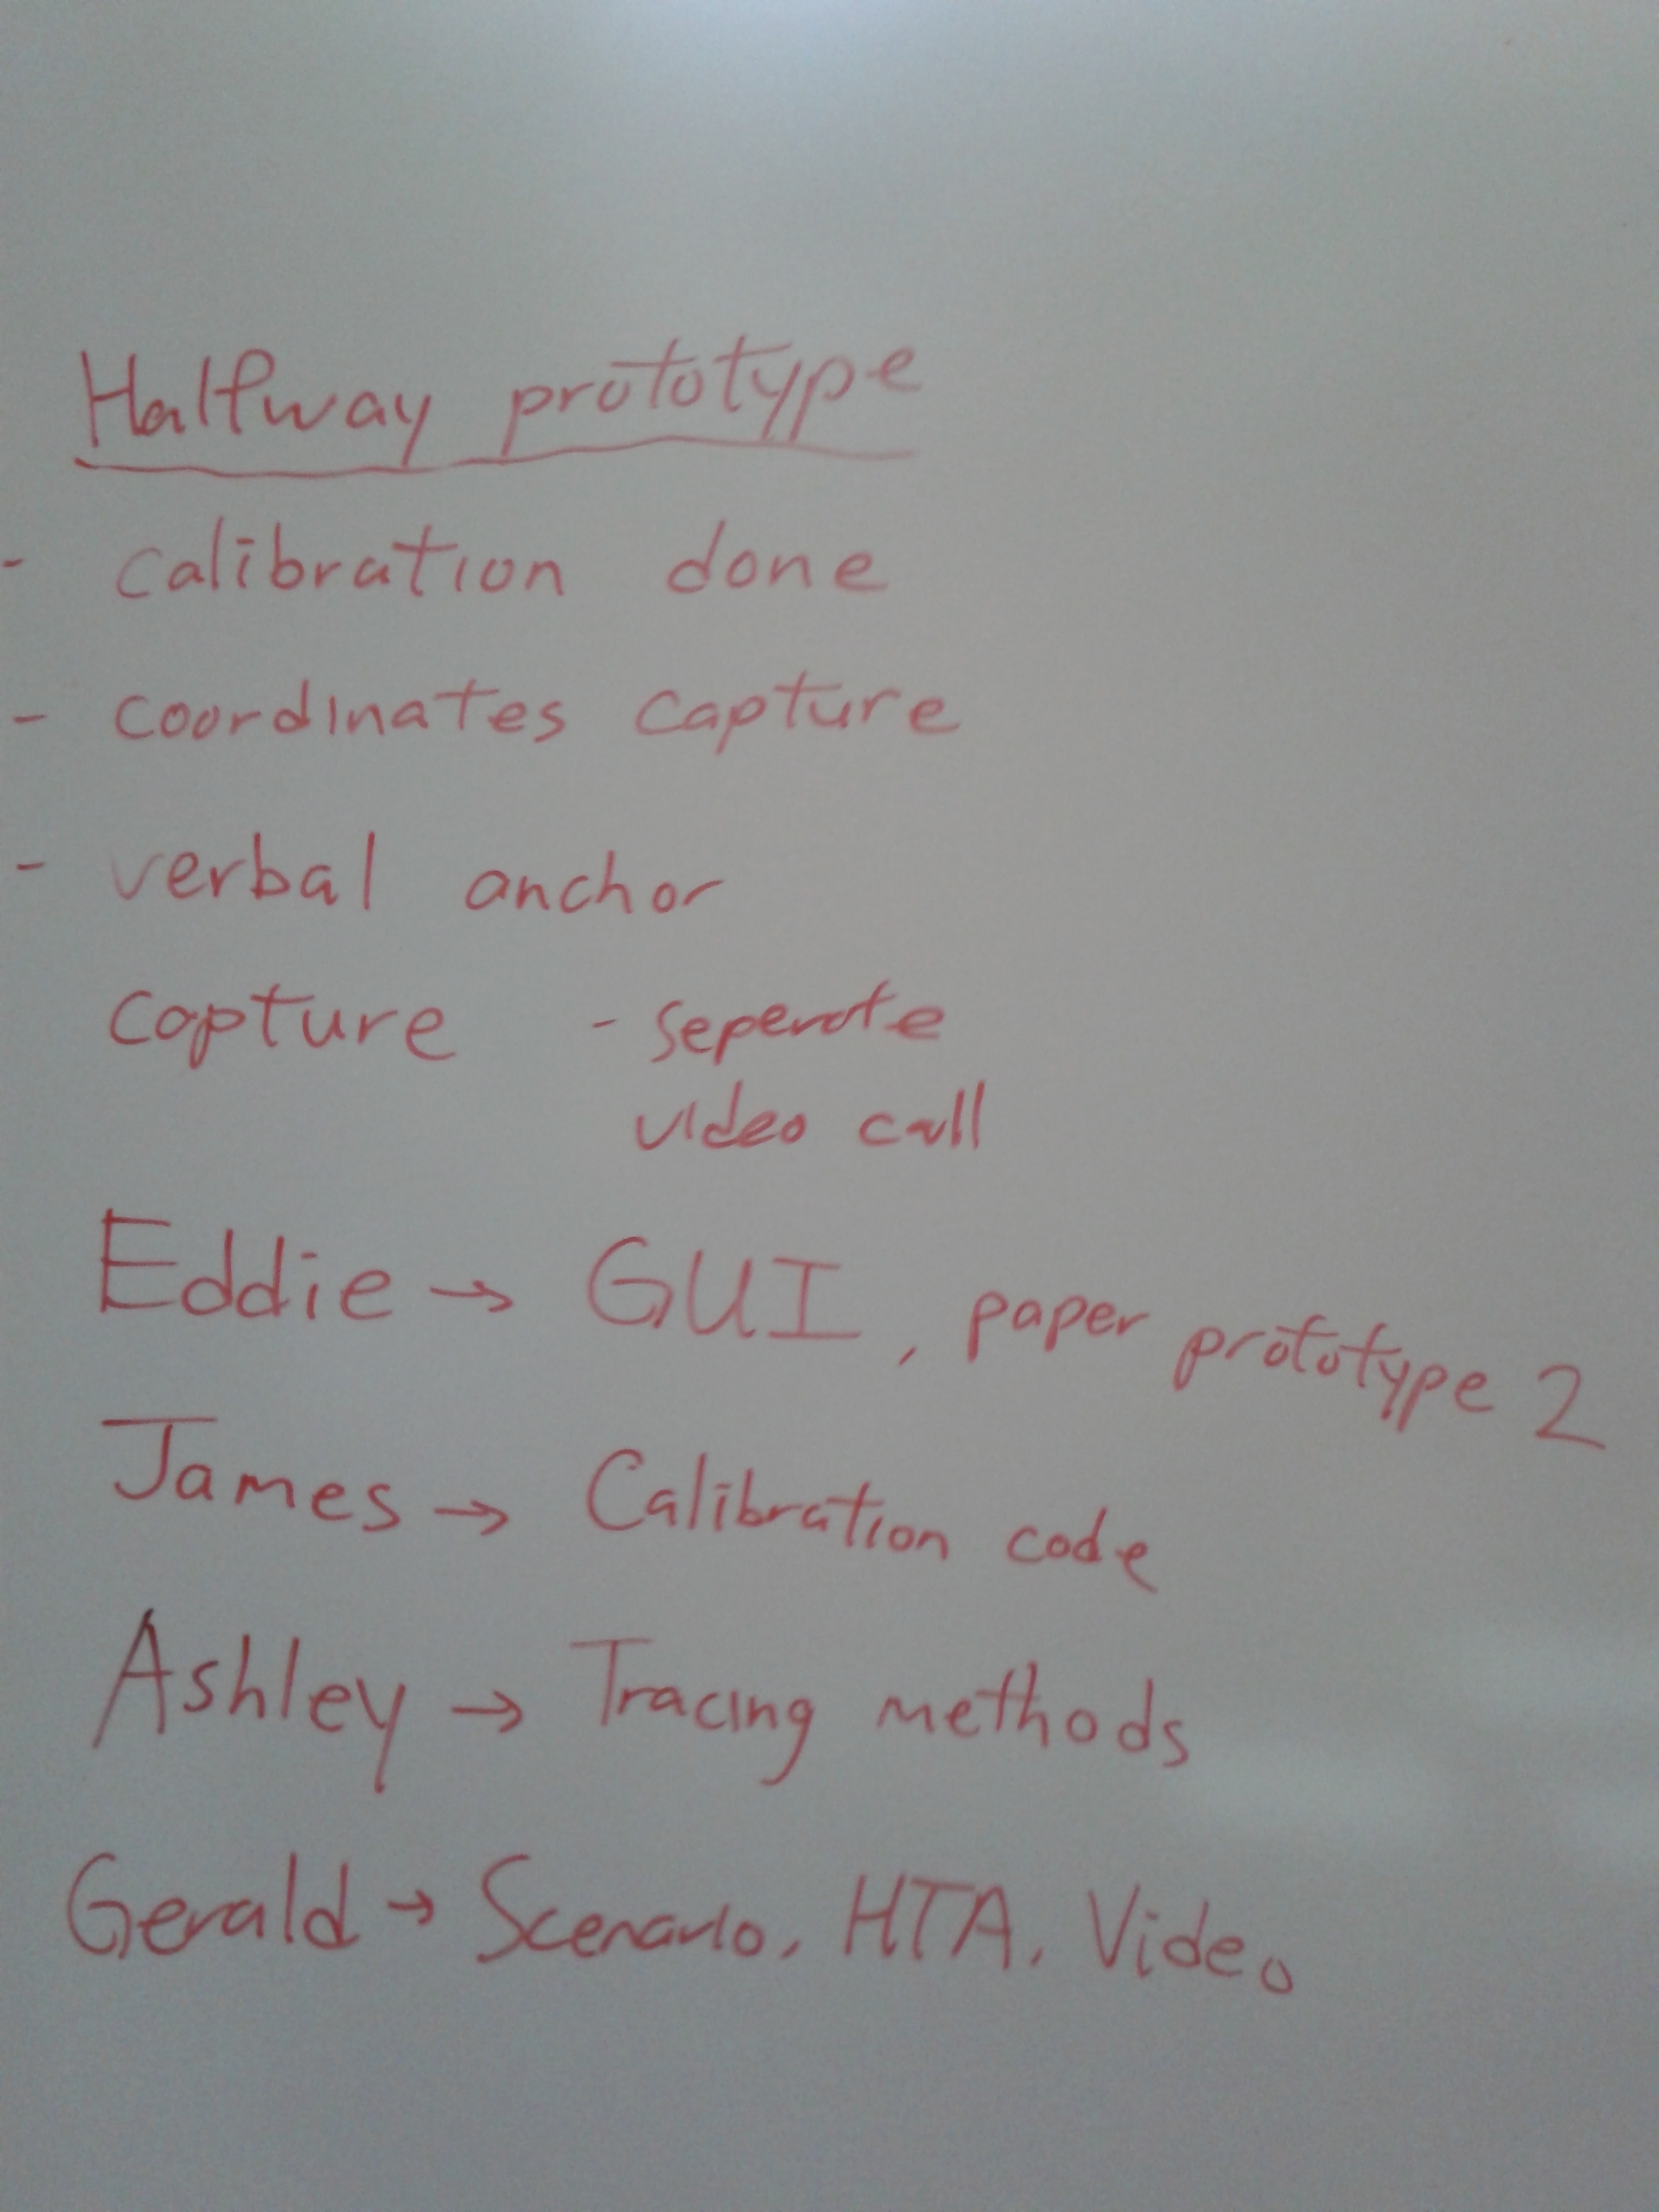 Halfway prototype
- calibration done
- coordinates capture
- verbal anchor
capture - seperate
video call
Eddie → GUI, paper prototype 2
James → Calibration code
Ashley → Tracing methods
Gerald → Scenario, HTA, Video